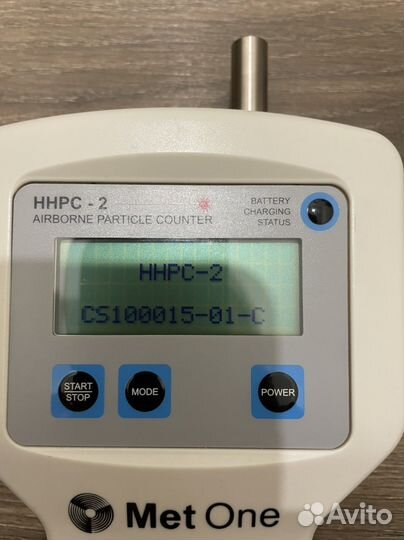 HHPC - 2
AIRBORNE PARTICLE COUNTER
BATTERY
CHARGING
STATUS
HHPC-2
CS100015-01-C
START
STOP
MODE
POWER
Met One
Avito